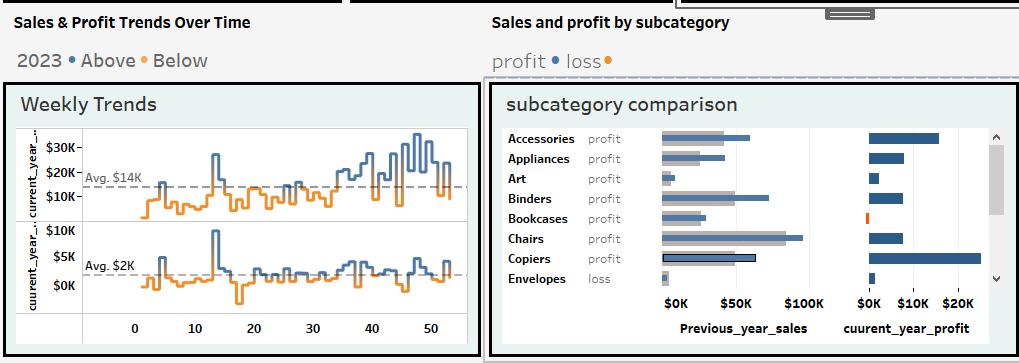 Sales & Profit Trends Over Time
2023 • Above • Below
Weekly Trends
current_year_..
$30K
$20K
$10K
Avg. $14K
cuurent_year_..
$10K
$5K
$0K
Avg. $2K
0 10 20 30 40 50
Sales and profit by subcategory
profit • loss •
subcategory comparison
Accessories profit
Appliances profit
Art profit
Binders profit
Bookcases profit
Chairs profit
Copiers profit
Envelopes loss
$0K $50K $100K $0K $10K $20K
Previous_year_sales cuurent_year_profit